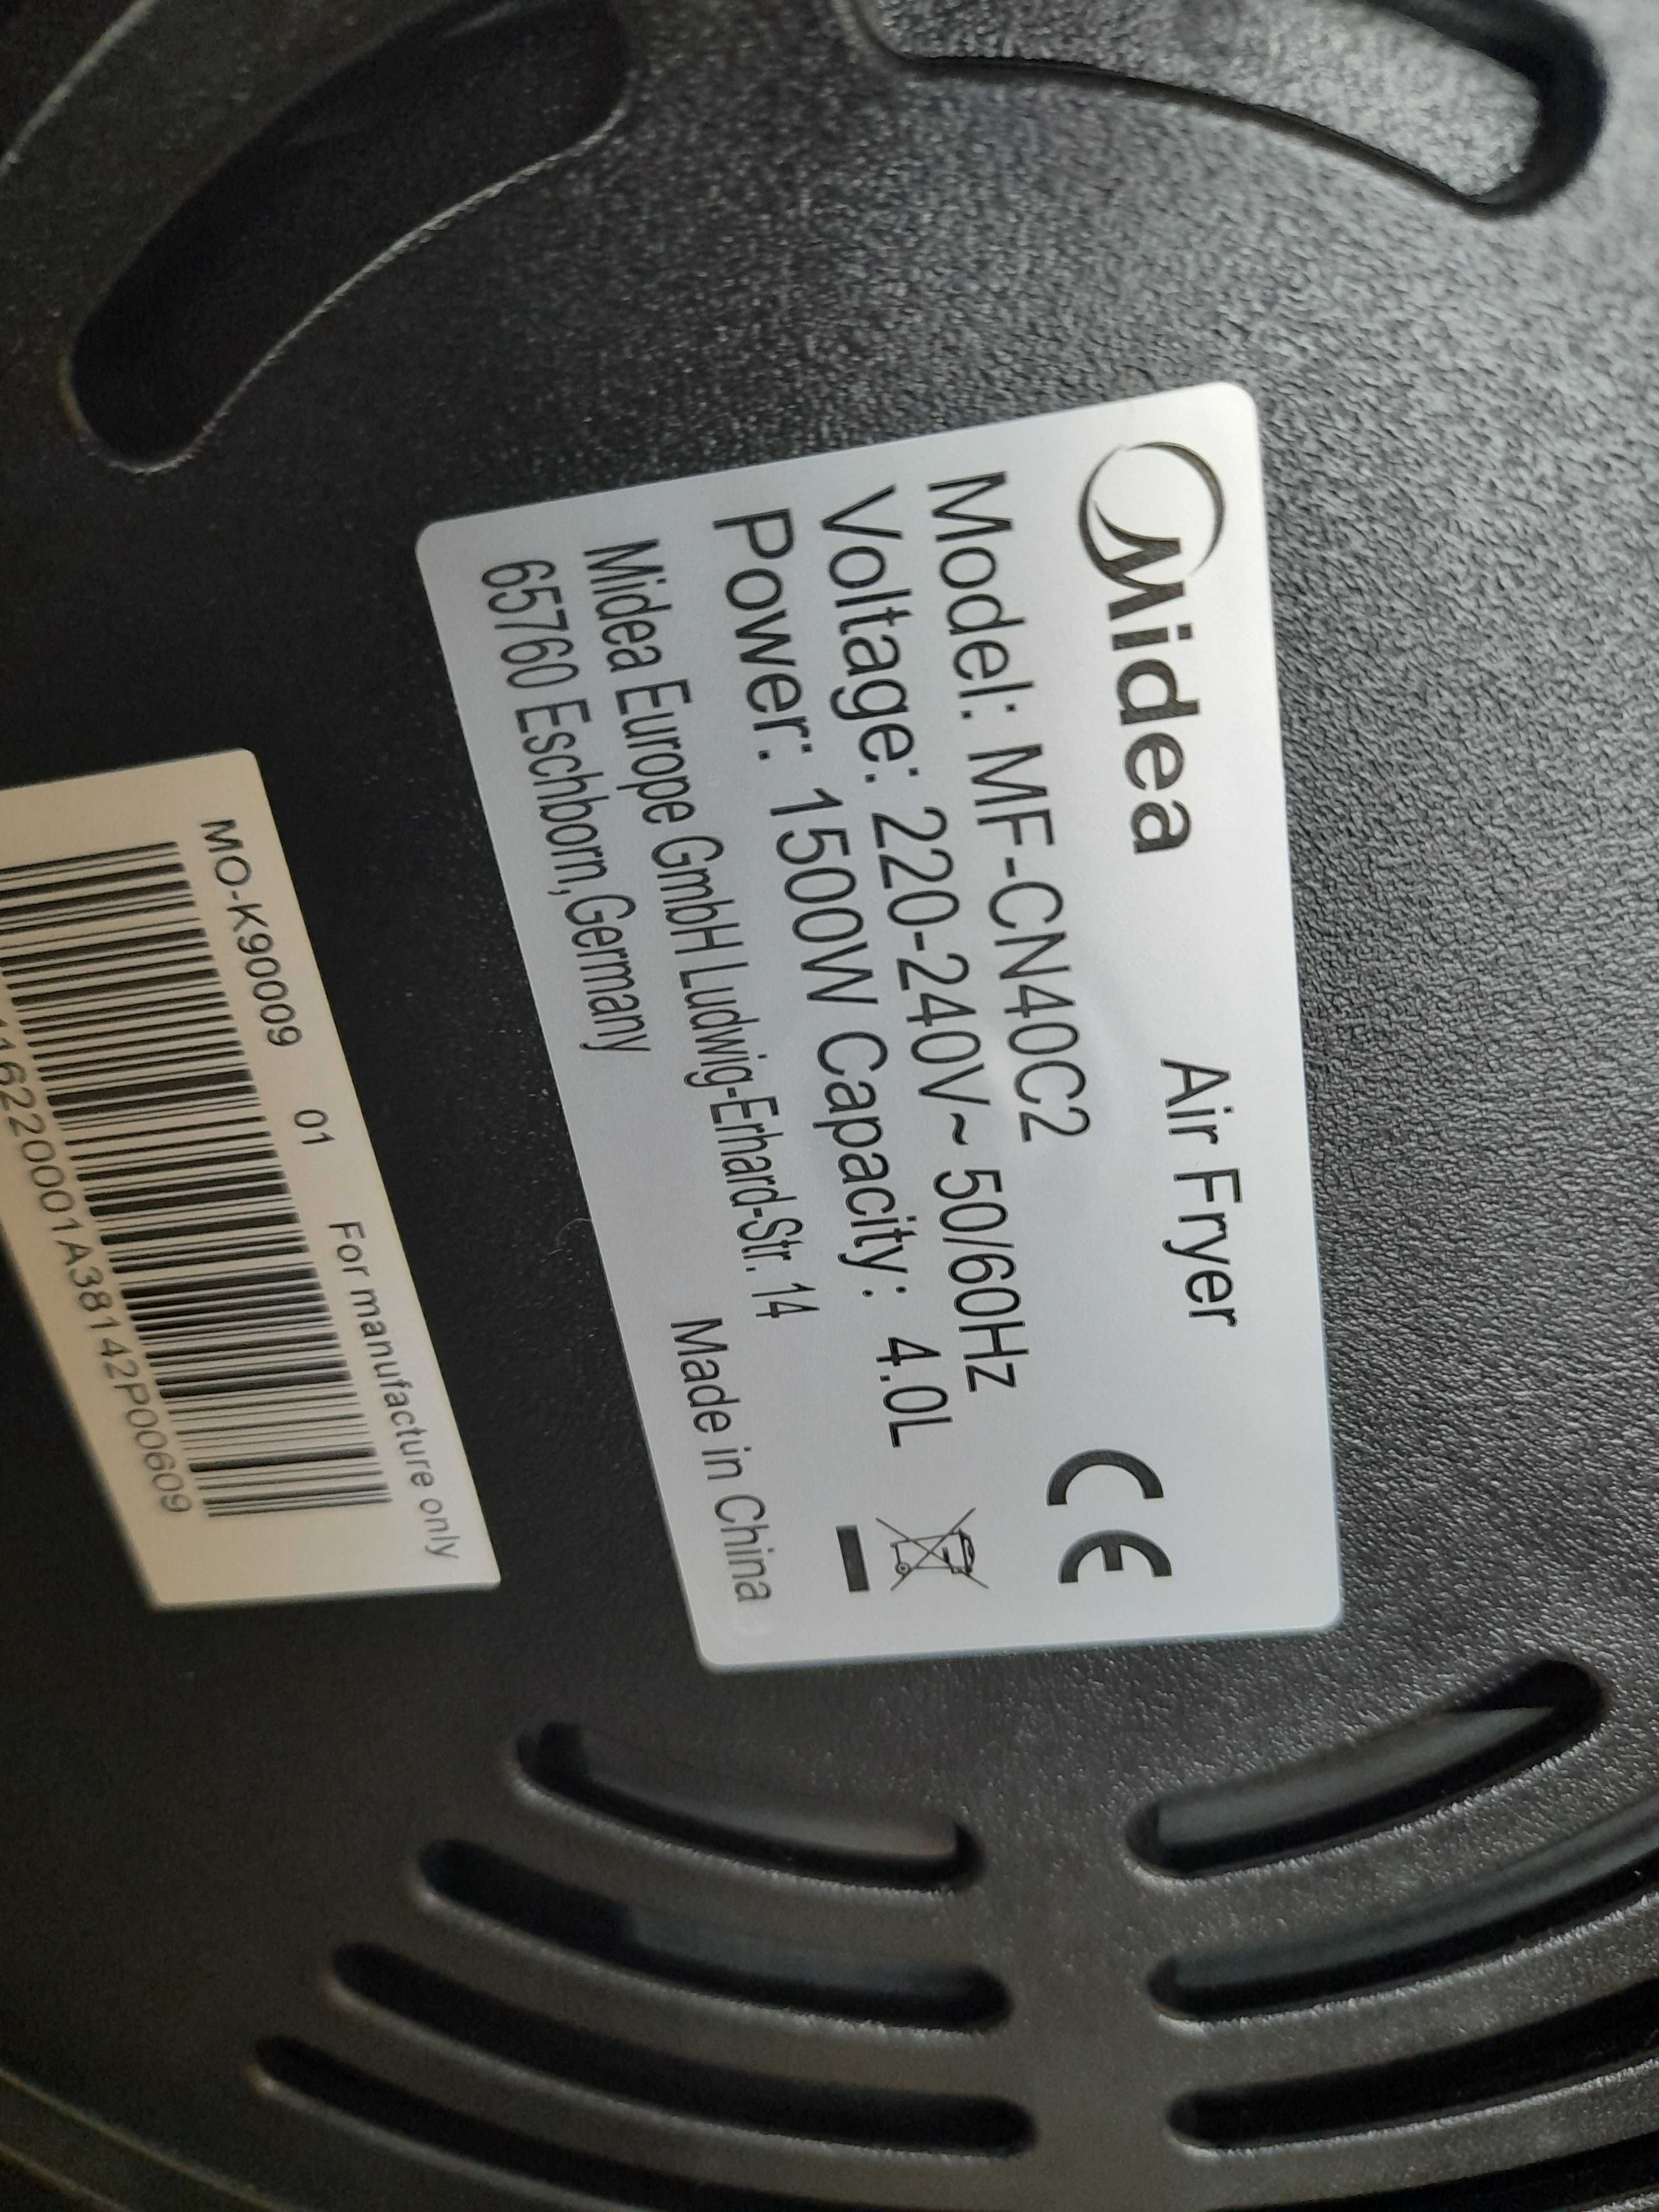 Midea Air Fryer
Model: MF-CN40C2
Voltage: 220-240V~ 50/60Hz
Power: 1500W Capacity: 4.0L
Midea Europe GmbH Ludwig-Erhard-Str. 14
65760 Eschborn,Germany
Made in China
CE
MO-K90009 01 For manufacture only